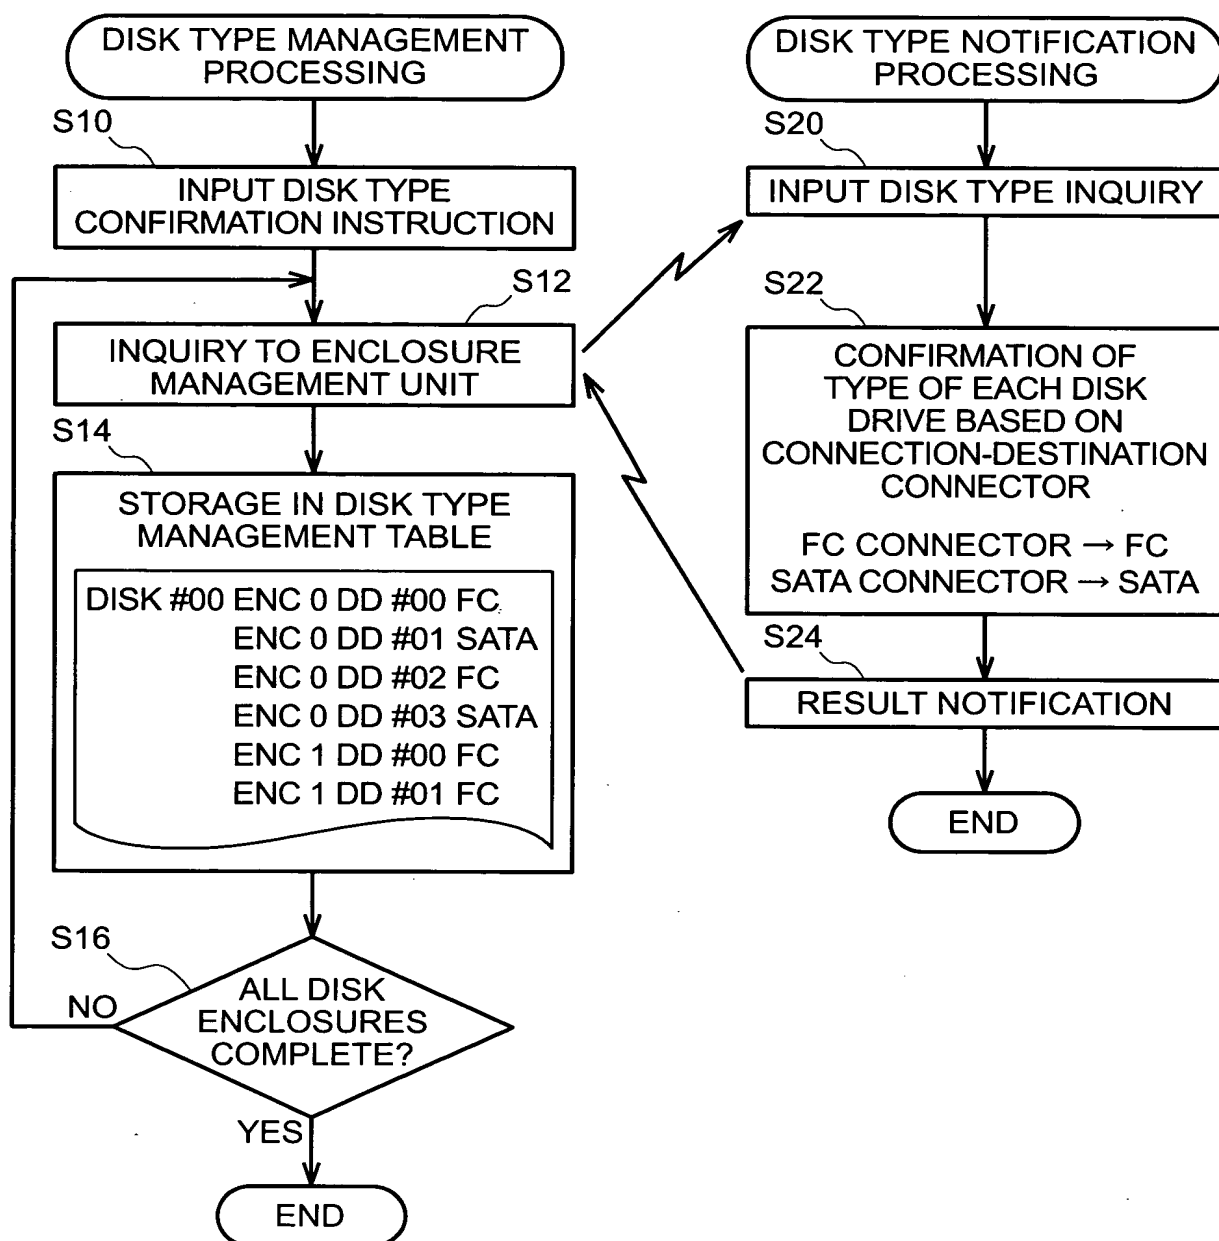 DISK TYPE MANAGEMENT
PROCESSING
S10
INPUT DISK TYPE
CONFIRMATION INSTRUCTION
S12
INQUIRY TO ENCLOSURE
MANAGEMENT UNIT
S14
STORAGE IN DISK TYPE
MANAGEMENT TABLE
DISK #00 ENC 0 DD #00 FC
ENC 0 DD #01 SATA
ENC 0 DD #02 FC
ENC 0 DD #03 SATA
ENC 1 DD #00 FC
ENC 1 DD #01 FC
S16
ALL DISK
ENCLOSURES
COMPLETE?
NO
YES
END
DISK TYPE NOTIFICATION
PROCESSING
S20
INPUT DISK TYPE INQUIRY
S22
CONFIRMATION OF
TYPE OF EACH DISK
DRIVE BASED ON
CONNECTION-DESTINATION
CONNECTOR
FC CONNECTOR → FC
SATA CONNECTOR → SATA
S24
RESULT NOTIFICATION
END